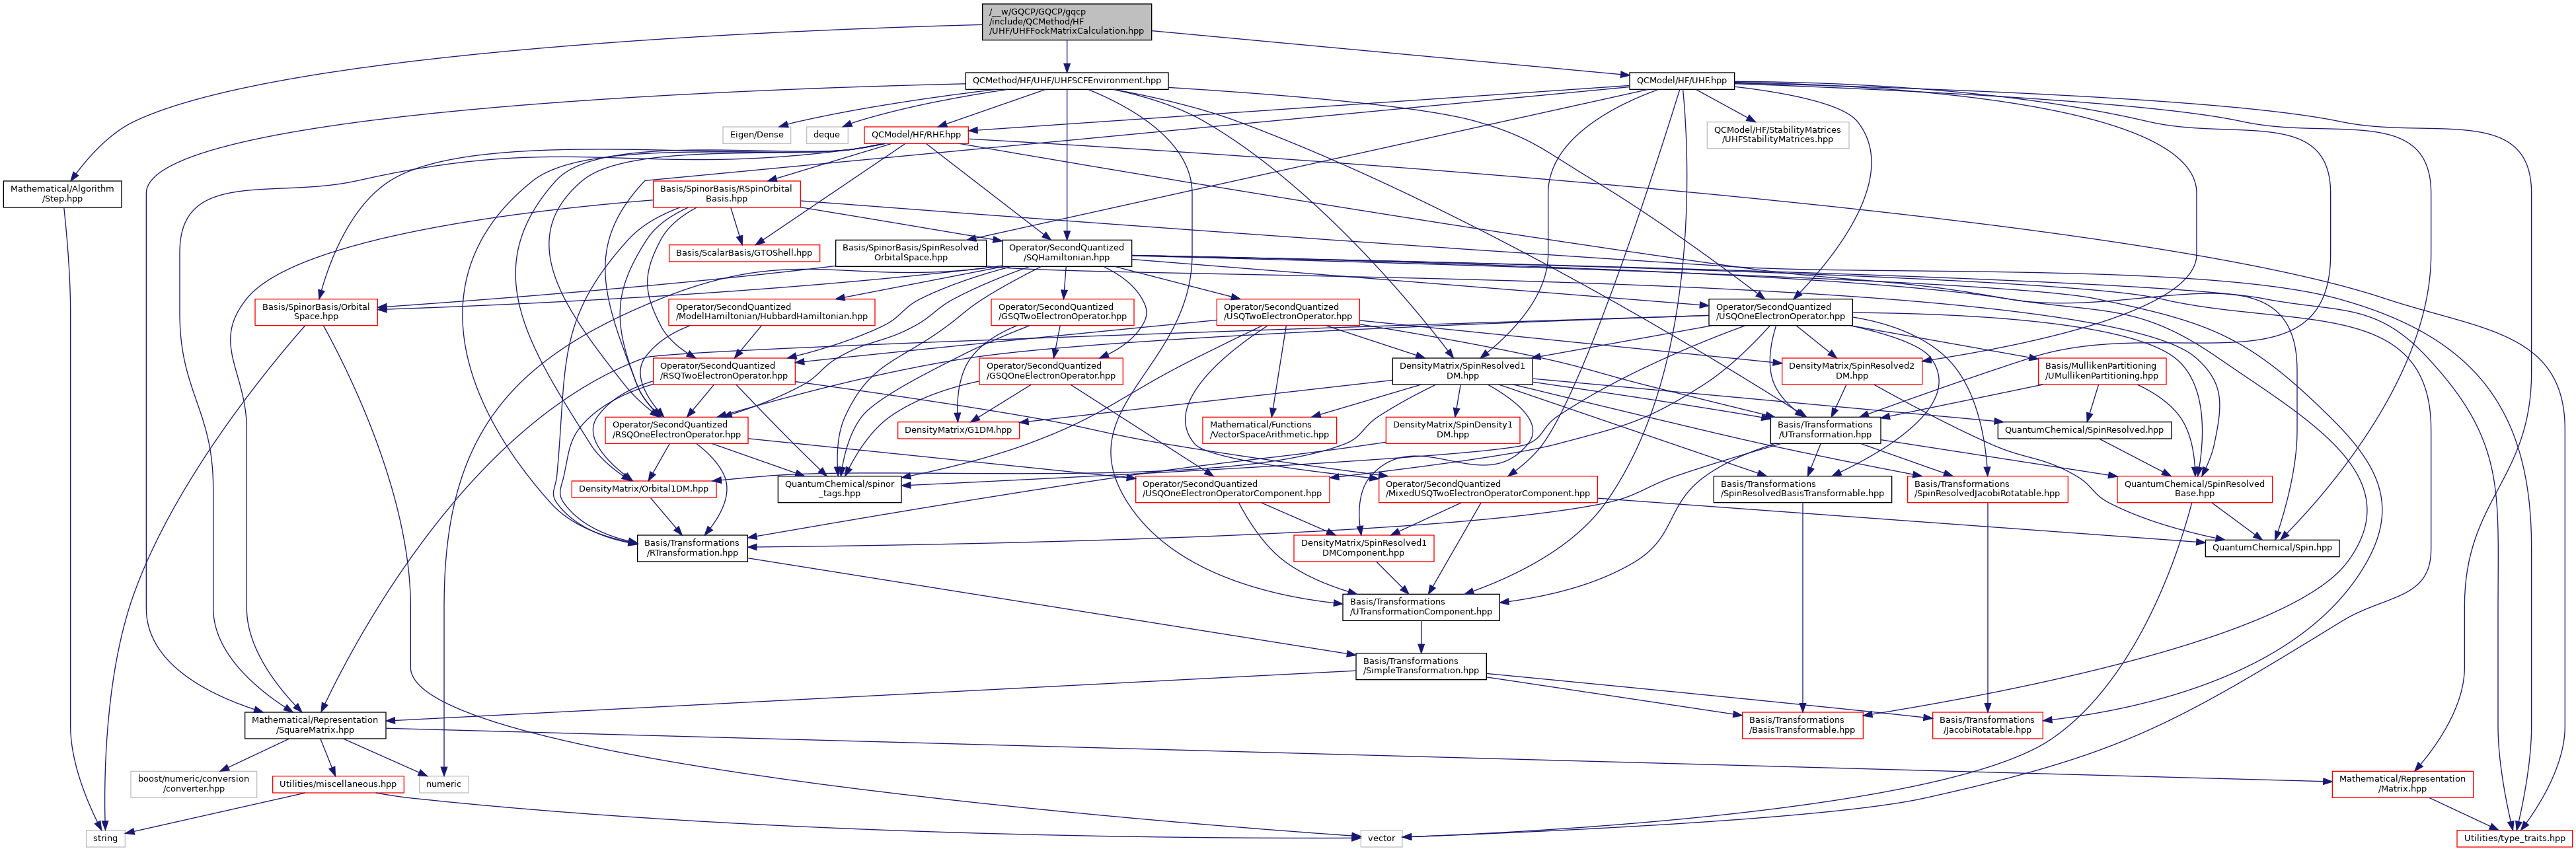 /__w/GQCP/GQCP/gqcp
/include/QCMethod/HF
/UHF/UHFFockMatrixCalculation.hpp
QCMethod/HF/UHF/UHFSCFEnvironment.hpp
QCModel/HF/UHF.hpp
Eigen/Dense
deque
QCModel/HF/RHF.hpp
QCModel/HF/StabilityMatrices
/UHFStabilityMatrices.hpp
Mathematical/Algorithm
/Step.hpp
Basis/SpinorBasis/RSpinOrbital
Basis.hpp
Basis/ScalarBasis/GTOShell.hpp
Basis/SpinorBasis/SpinResolved
OrbitalSpace.hpp
Operator/SecondQuantized
/SQHamiltonian.hpp
Basis/SpinorBasis/Orbital
Space.hpp
Operator/SecondQuantized
/ModelHamiltonian/HubbardHamiltonian.hpp
Operator/SecondQuantized
/GSQTwoElectronOperator.hpp
Operator/SecondQuantized
/USQTwoElectronOperator.hpp
Operator/SecondQuantized
/USQOneElectronOperator.hpp
Operator/SecondQuantized
/RSQTwoElectronOperator.hpp
Operator/SecondQuantized
/GSQOneElectronOperator.hpp
DensityMatrix/SpinResolved1
DM.hpp
DensityMatrix/SpinResolved2
DM.hpp
Basis/MullikenPartitioning
/UMullikenPartitioning.hpp
Operator/SecondQuantized
/RSQOneElectronOperator.hpp
DensityMatrix/G1DM.hpp
Mathematical/Functions
/VectorSpaceArithmetic.hpp
DensityMatrix/SpinDensity1
DM.hpp
Basis/Transformations
/UTransformation.hpp
QuantumChemical/SpinResolved.hpp
DensityMatrix/Orbital1DM.hpp
QuantumChemical/spinor
_tags.hpp
Operator/SecondQuantized
/USQOneElectronOperatorComponent.hpp
Operator/SecondQuantized
/MixedUSQTwoElectronOperatorComponent.hpp
Basis/Transformations
/SpinResolvedBasisTransformable.hpp
Basis/Transformations
/SpinResolvedJacobiRotatable.hpp
QuantumChemical/SpinResolved
Base.hpp
Basis/Transformations
/RTransformation.hpp
DensityMatrix/SpinResolved1
DMComponent.hpp
QuantumChemical/Spin.hpp
Basis/Transformations
/UTransformationComponent.hpp
Basis/Transformations
/SimpleTransformation.hpp
Mathematical/Representation
/SquareMatrix.hpp
Basis/Transformations
/BasisTransformable.hpp
Basis/Transformations
/JacobiRotatable.hpp
boost/numeric/conversion
/converter.hpp
Utilities/miscellaneous.hpp
numeric
Mathematical/Representation
/Matrix.hpp
string
vector
Utilities/type_traits.hpp